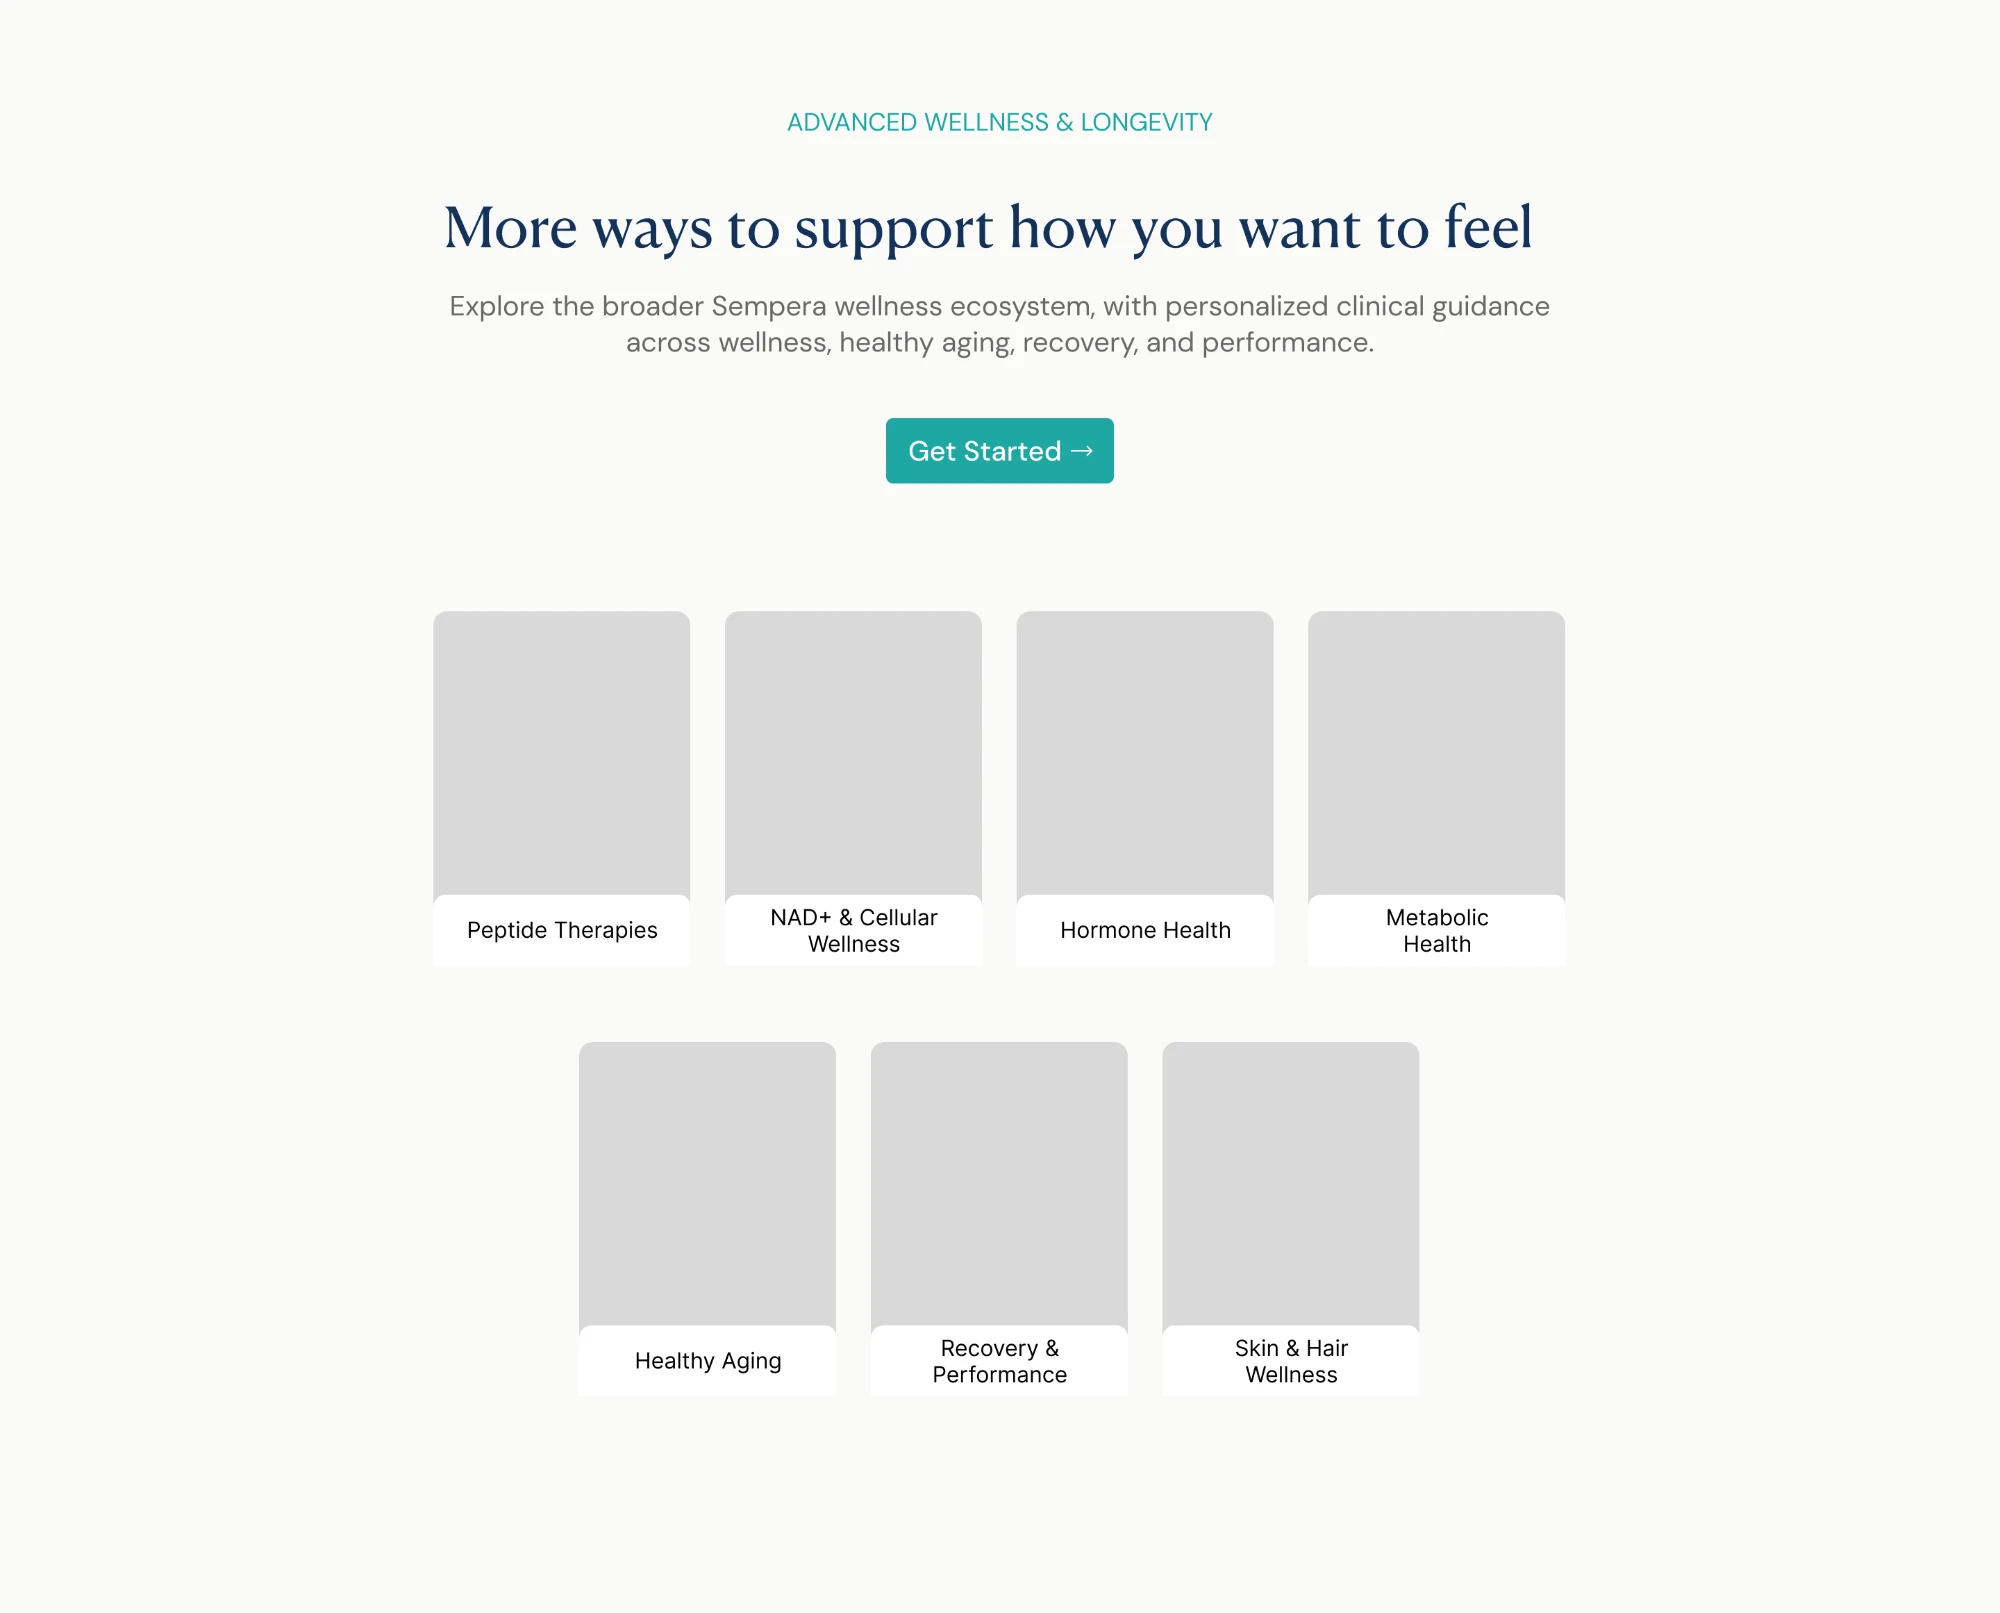 ADVANCED WELLNESS & LONGEVITY
More ways to support how you want to feel
Explore the broader Sempera wellness ecosystem, with personalized clinical guidance
across wellness, healthy aging, recovery, and performance.
Get Started →
Peptide Therapies
NAD+ & Cellular
Wellness
Hormone Health
Metabolic
Health
Healthy Aging
Recovery &
Performance
Skin & Hair
Wellness